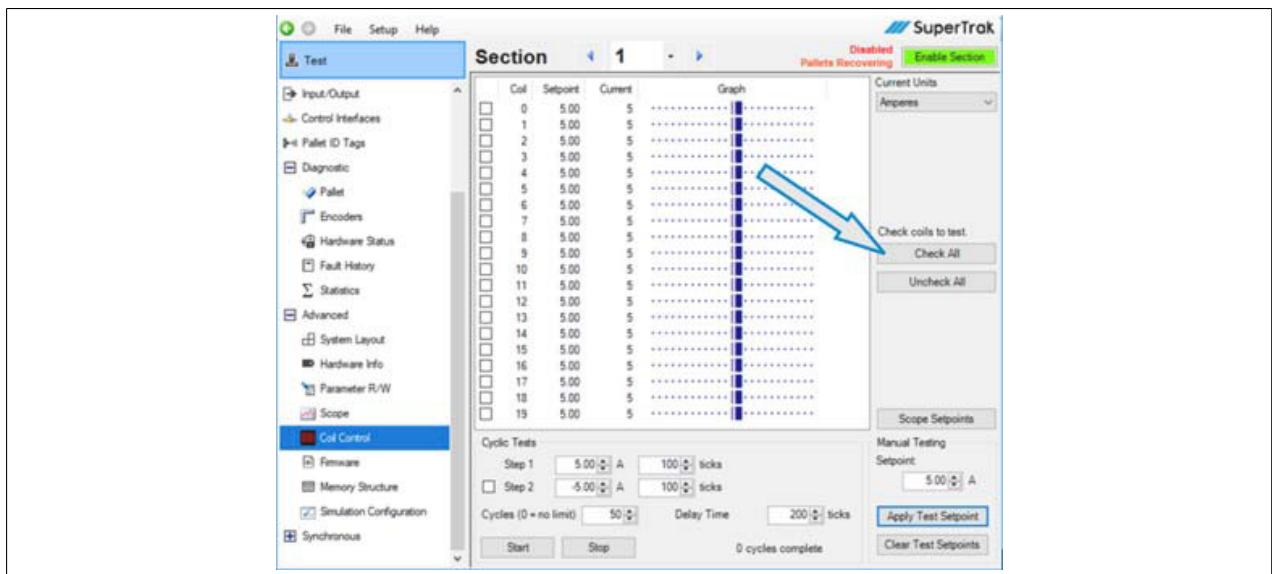 File Setup Help
SuperTrak
Test
Section 1 -
Disabled
Pallets Recovering
Enable Section
Input/Output
Control Interfaces
Pallet ID Tags
Diagnostic
Pallet
Encoders
Hardware Status
Fault History
Statistics
Advanced
System Layout
Hardware Info
Parameter R/W
Scope
Coil Control
Firmware
Memory Structure
Simulation Configuration
Synchronous
Coil Setpoint Current Graph
0 5.00 5
1 5.00 5
2 5.00 5
3 5.00 5
4 5.00 5
5 5.00 5
6 5.00 5
7 5.00 5
8 5.00 5
9 5.00 5
10 5.00 5
11 5.00 5
12 5.00 5
13 5.00 5
14 5.00 5
15 5.00 5
16 5.00 5
17 5.00 5
18 5.00 5
19 5.00 5
Cyclic Tests
Step 1 5.00 A 100 ticks
Step 2 -5.00 A 100 ticks
Cycles (0 = no limit) 50 Delay Time 200 ticks
Start Stop 0 cycles complete
Current Units
Amperes
Check coils to test.
Check All
Uncheck All
Scope Setpoints
Manual Testing
Setpoint:
5.00 A
Apply Test Setpoint
Clear Test Setpoints